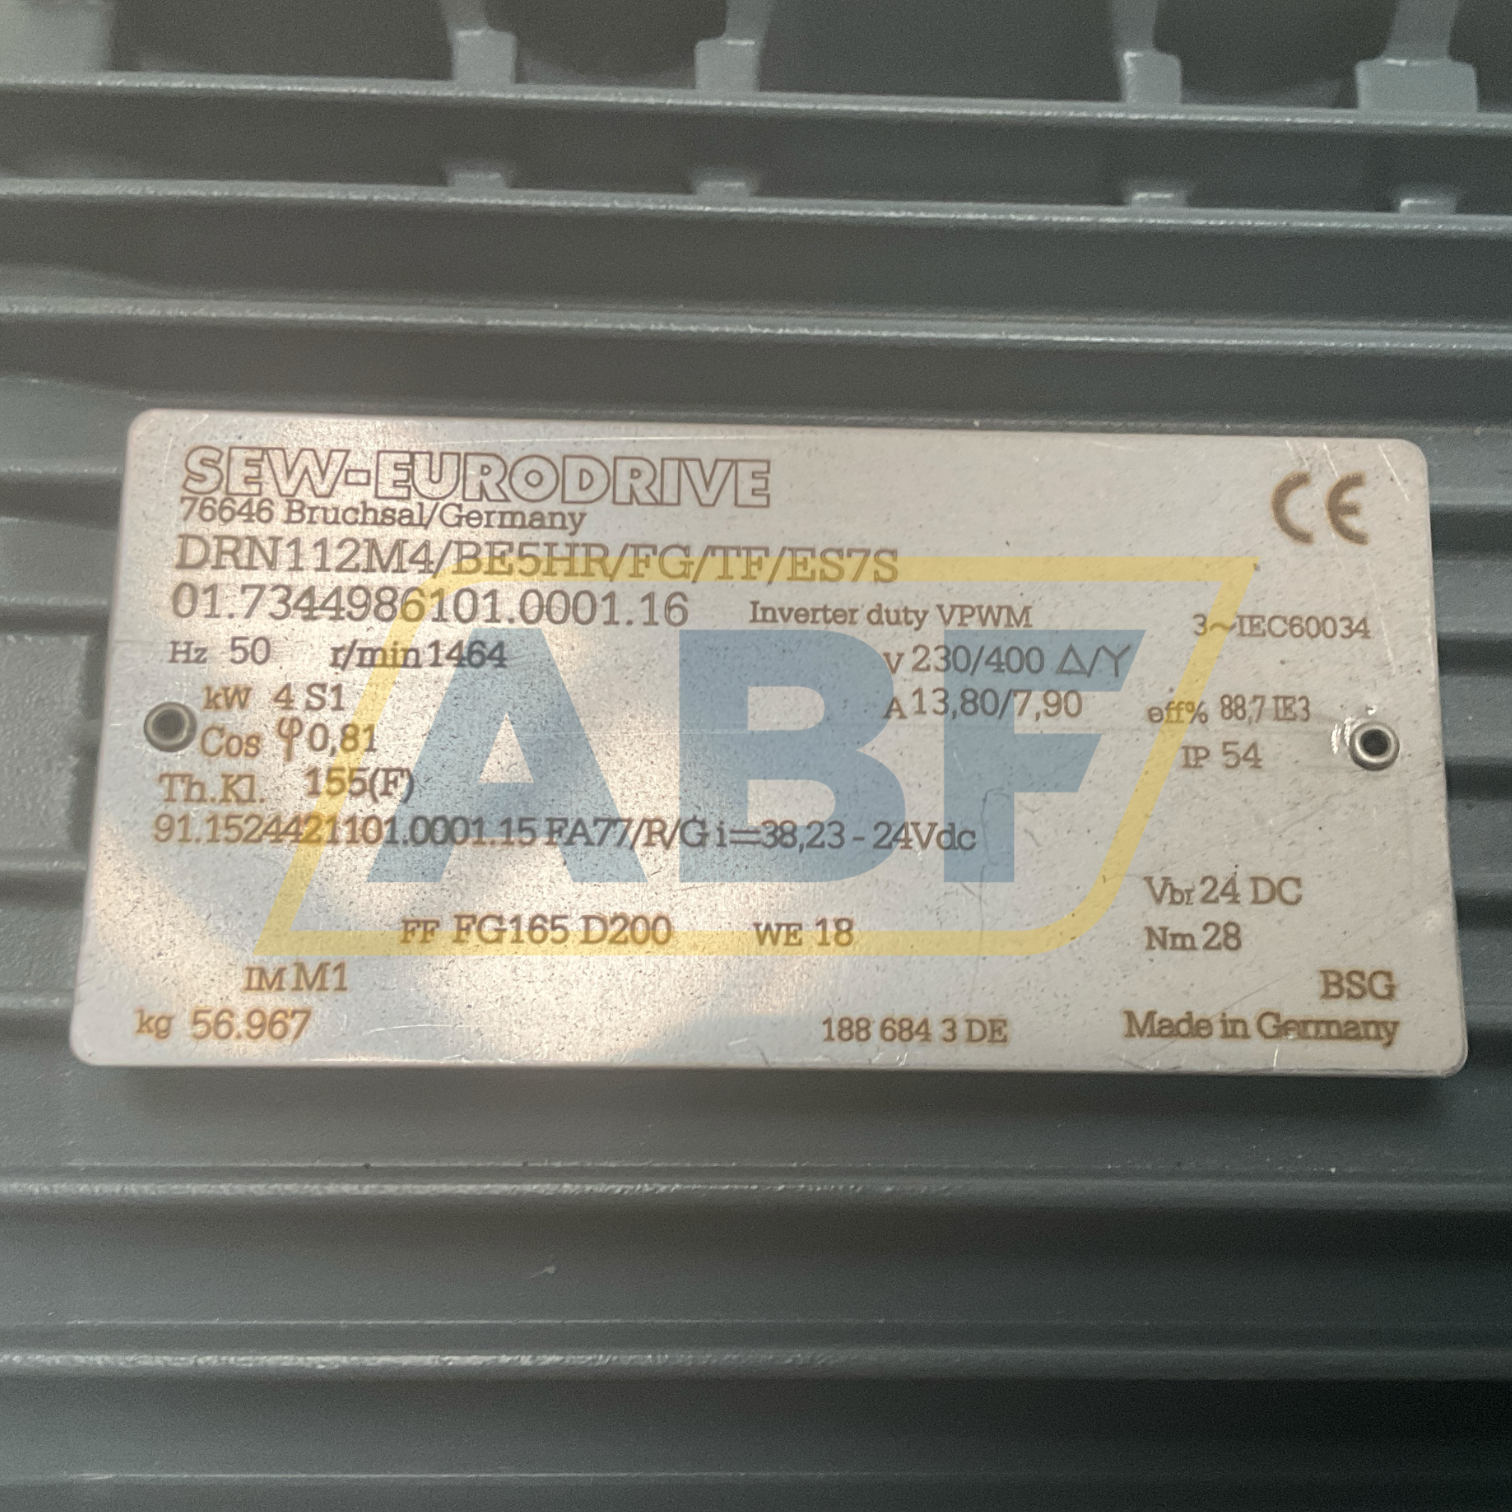 SEW-EURODRIVE
76646 Bruchsal/Germany
CE
DRN112M4/BE5HR/FG/TF/ES7S
01.7344986101.0001.16 Inverter duty VPWM 3~IEC60034
Hz 50 r/min 1464 V 230/400 Δ/Y
kW 4 S1 A 13,80/7,90 eff% 88,7 IE3
Cos φ 0,81 IP 54
Th.Kl. 155(F)
91.1524421101.0001.15 FA77/R/G i=38,23 - 24Vdc
Vbr 24 DC
FF FG165 D200 WE 18 Nm 28
IM M1 BSG
kg 56.967 188 684 3 DE Made in Germany
ABF